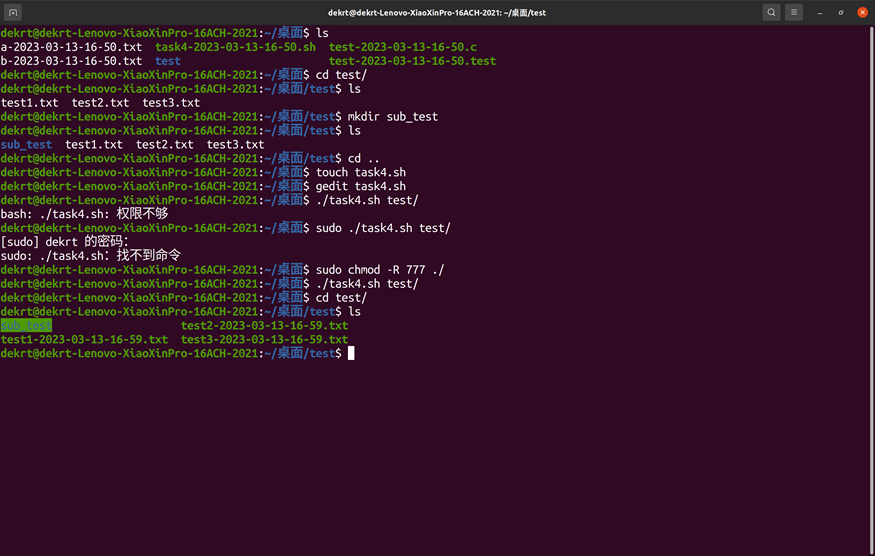 dekrt@dekrt-Lenovo-XiaoXinPro-16ACH-2021: ~/桌面/test
dekrt@dekrt-Lenovo-XiaoXinPro-16ACH-2021:~/桌面$ ls
a-2023-03-13-16-50.txt  task4-2023-03-13-16-50.sh  test-2023-03-13-16-50.c
b-2023-03-13-16-50.txt  test                       test-2023-03-13-16-50.test
dekrt@dekrt-Lenovo-XiaoXinPro-16ACH-2021:~/桌面$ cd test/
dekrt@dekrt-Lenovo-XiaoXinPro-16ACH-2021:~/桌面/test$ ls
test1.txt  test2.txt  test3.txt
dekrt@dekrt-Lenovo-XiaoXinPro-16ACH-2021:~/桌面/test$ mkdir sub_test
dekrt@dekrt-Lenovo-XiaoXinPro-16ACH-2021:~/桌面/test$ ls
sub_test  test1.txt  test2.txt  test3.txt
dekrt@dekrt-Lenovo-XiaoXinPro-16ACH-2021:~/桌面/test$ cd ..
dekrt@dekrt-Lenovo-XiaoXinPro-16ACH-2021:~/桌面$ touch task4.sh
dekrt@dekrt-Lenovo-XiaoXinPro-16ACH-2021:~/桌面$ gedit task4.sh
dekrt@dekrt-Lenovo-XiaoXinPro-16ACH-2021:~/桌面$ ./task4.sh test/
bash: ./task4.sh: 权限不够
dekrt@dekrt-Lenovo-XiaoXinPro-16ACH-2021:~/桌面$ sudo ./task4.sh test/
[sudo] dekrt 的密码：
sudo: ./task4.sh：找不到命令
dekrt@dekrt-Lenovo-XiaoXinPro-16ACH-2021:~/桌面$ sudo chmod -R 777 ./
dekrt@dekrt-Lenovo-XiaoXinPro-16ACH-2021:~/桌面$ ./task4.sh test/
dekrt@dekrt-Lenovo-XiaoXinPro-16ACH-2021:~/桌面$ cd test/
dekrt@dekrt-Lenovo-XiaoXinPro-16ACH-2021:~/桌面/test$ ls
sub_test                    test2-2023-03-13-16-59.txt
test1-2023-03-13-16-59.txt  test3-2023-03-13-16-59.txt
dekrt@dekrt-Lenovo-XiaoXinPro-16ACH-2021:~/桌面/test$